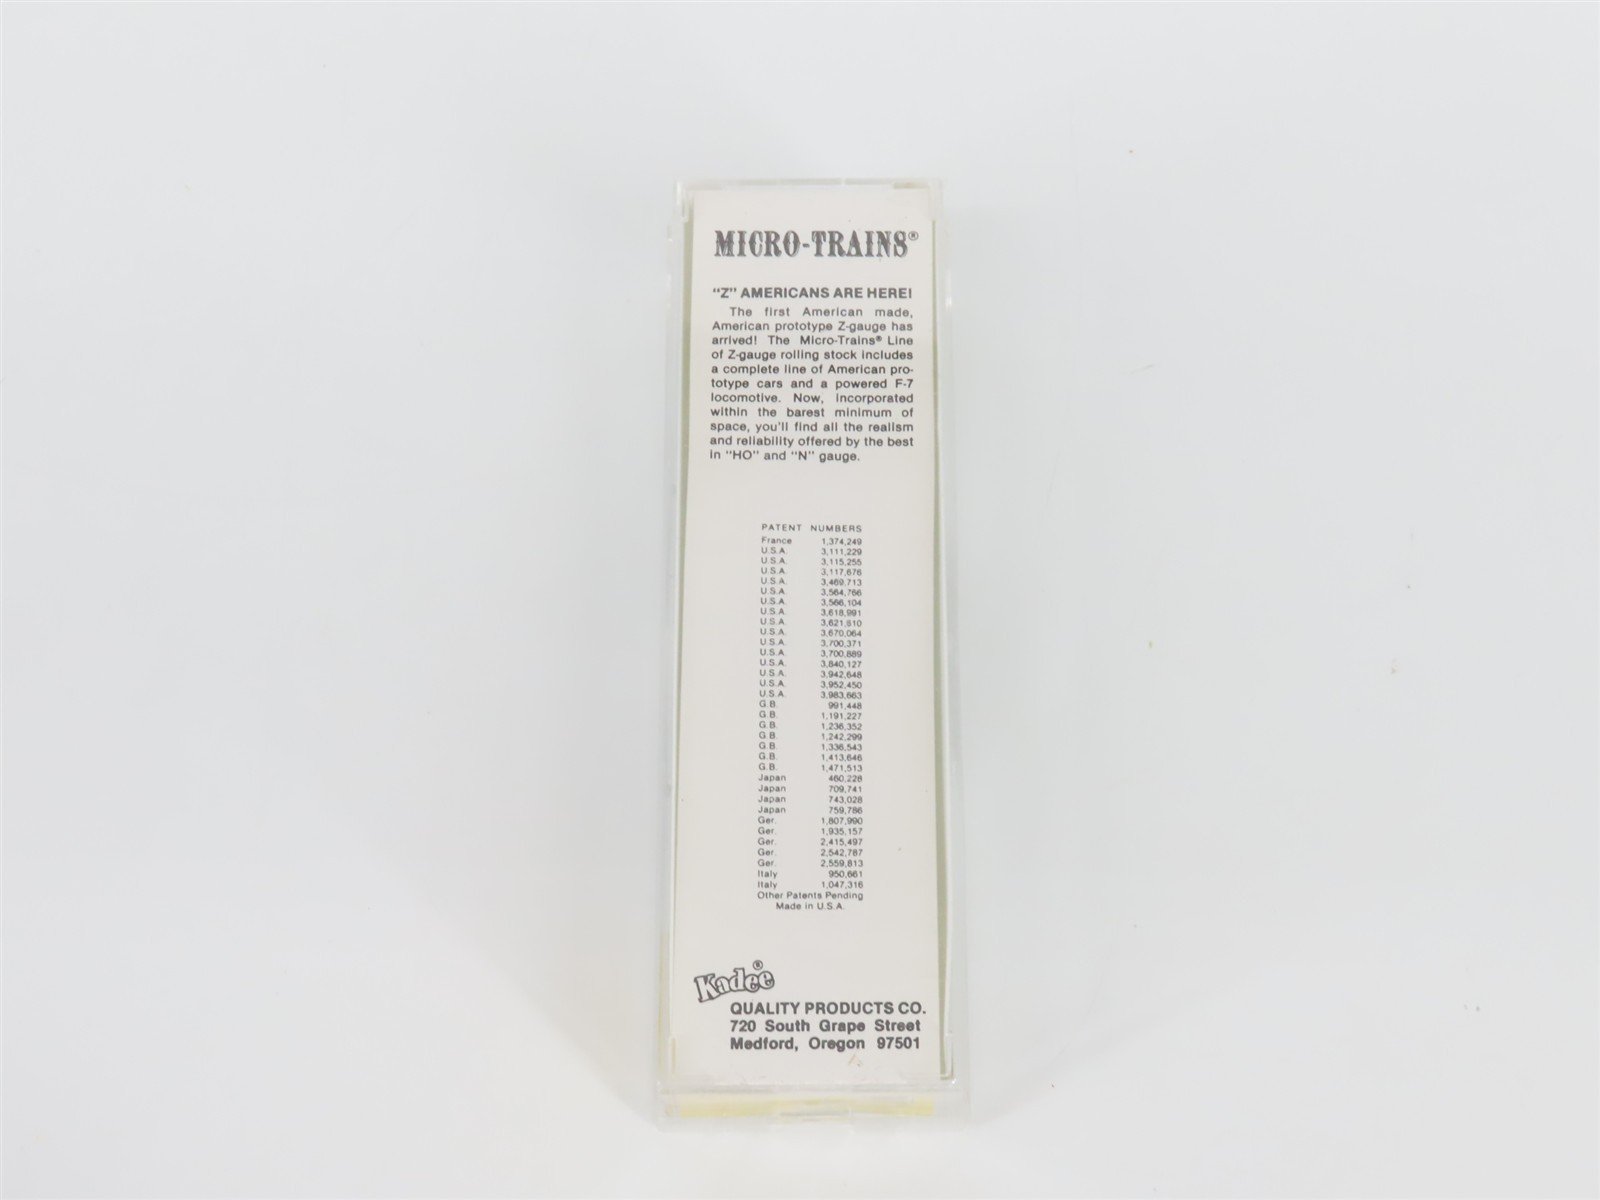 MICRO-TRAINS®
"Z" AMERICANS ARE HERE!
The first American made,
American prototype Z-gauge has
arrived! The Micro-Trains® Line
of Z-gauge rolling stock includes
a complete line of American pro-
totype cars and a powered F-7
locomotive. Now, incorporated
within the barest minimum of
space, you'll find all the realism
and reliability offered by the best
in "HO" and "N" gauge.
PATENT NUMBERS
France 1,374,249
U.S.A. 3,111,229
U.S.A. 3,115,255
U.S.A. 3,117,676
U.S.A. 3,469,713
U.S.A. 3,564,766
U.S.A. 3,566,104
U.S.A. 3,618,991
U.S.A. 3,621,610
U.S.A. 3,670,064
U.S.A. 3,700,371
U.S.A. 3,700,889
U.S.A. 3,840,127
U.S.A. 3,942,648
U.S.A. 3,952,450
U.S.A. 3,983,663
G.B. 991,448
G.B. 1,191,227
G.B. 1,236,352
G.B. 1,242,299
G.B. 1,336,543
G.B. 1,413,646
G.B. 1,471,513
Japan 460,228
Japan 709,741
Japan 743,028
Japan 759,786
Ger. 1,807,990
Ger. 1,935,157
Ger. 2,415,497
Ger. 2,542,787
Ger. 2,559,813
Italy 950,661
Italy 1,047,316
Other Patents Pending
Made in U.S.A.
Kadee®
QUALITY PRODUCTS CO.
720 South Grape Street
Medford, Oregon 97501